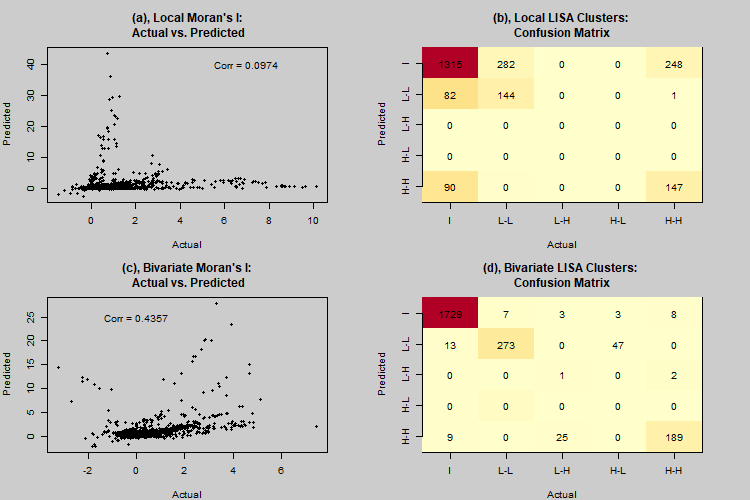 (a), Local Moran's I:
Actual vs. Predicted
Corr = 0.0974
Predicted
0 10 20 30 40
0 2 4 6 8 10
Actual
(b), Local LISA Clusters:
Confusion Matrix
Predicted
I 1315 282 0 0 248
L-L 82 144 0 0 1
L-H 0 0 0 0 0
H-L 0 0 0 0 0
H-H 90 0 0 0 147
I L-L L-H H-L H-H
Actual
(c), Bivariate Moran's I:
Actual vs. Predicted
Corr = 0.4357
Predicted
0 5 10 15 20 25
-2 0 2 4 6
Actual
(d), Bivariate LISA Clusters:
Confusion Matrix
Predicted
I 1729 7 3 3 8
L-L 13 273 0 47 0
L-H 0 0 1 0 2
H-L 0 0 0 0 0
H-H 9 0 25 0 189
I L-L L-H H-L H-H
Actual